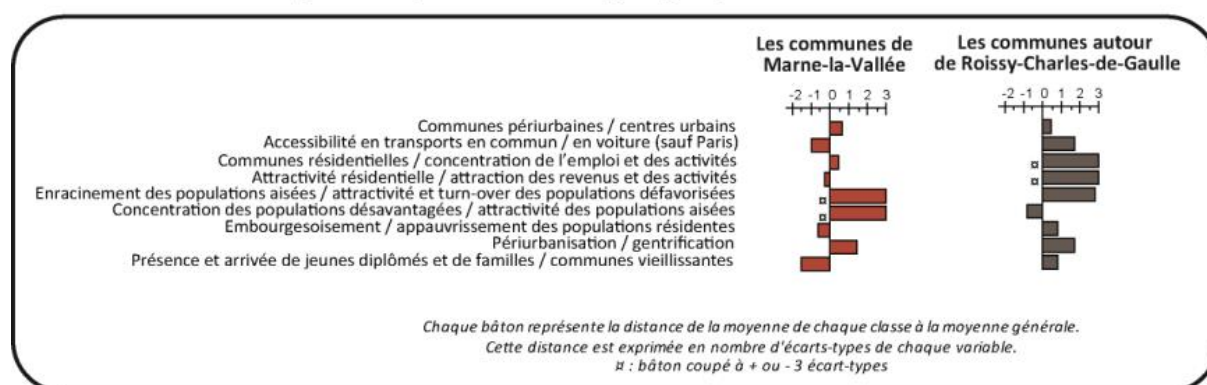 Les communes de
Marne-la-Vallée
Les communes autour
de Roissy-Charles-de-Gaulle
-2 -1 0 1 2 3
-2 -1 0 1 2 3
Communes périurbaines / centres urbains
Accessibilité en transports en commun / en voiture (sauf Paris)
Communes résidentielles / concentration de l'emploi et des activités
Attractivité résidentielle / attraction des revenus et des activités
Enracinement des populations aisées / attractivité et turn-over des populations défavorisées
Concentration des populations désavantagées / attractivité des populations aisées
Embourgeoisement / appauvrissement des populations résidentes
Périurbanisation / gentrification
Présence et arrivée de jeunes diplômés et de familles / communes vieillissantes
¤
¤
¤
¤
Chaque bâton représente la distance de la moyenne de chaque classe à la moyenne générale.
Cette distance est exprimée en nombre d'écarts-types de chaque variable.
¤ : bâton coupé à + ou - 3 écart-types